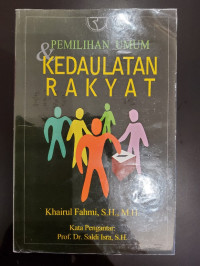 PEMILIHAN UMUM
&
KEDAULATAN
RAKYAT
Khairul Fahmi, S.H., M.H.
Kata Pengantar:
Prof. Dr. Saldi Isra, S.H.